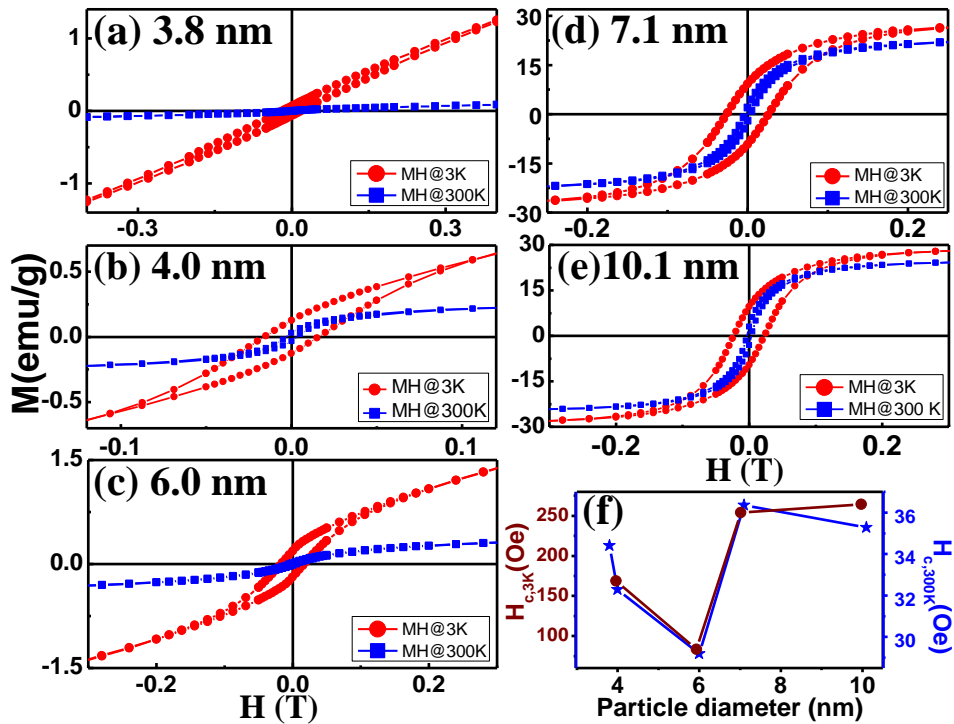 (a) 3.8 nm
1
0
-1
-0.3
0.0
0.3
MH@3K
MH@300K
(b) 4.0 nm
0.5
0.0
-0.5
-0.1
0.0
0.1
MH@3K
MH@300K
M(emu/g)
(c) 6.0 nm
1.5
0.0
-1.5
-0.2
0.0
0.2
MH@3K
MH@300K
H (T)
(d) 7.1 nm
30
15
0
-15
-30
-0.2
0.0
0.2
MH@3K
MH@300K
(e) 10.1 nm
30
15
0
-15
-30
-0.2
0.0
0.2
MH@3K
MH@300 K
H (T)
(f)
250
200
150
100
H c,3K (Oe)
36
34
32
30
H c,300K (Oe)
4
6
8
10
Particle diameter (nm)